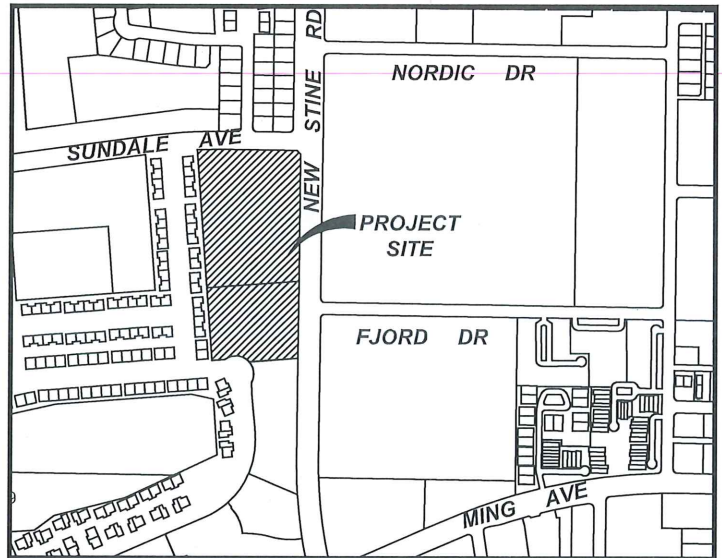 NEW STINE RD
NORDIC DR
SUNDALE AVE
PROJECT
SITE
FJORD DR
MING AVE